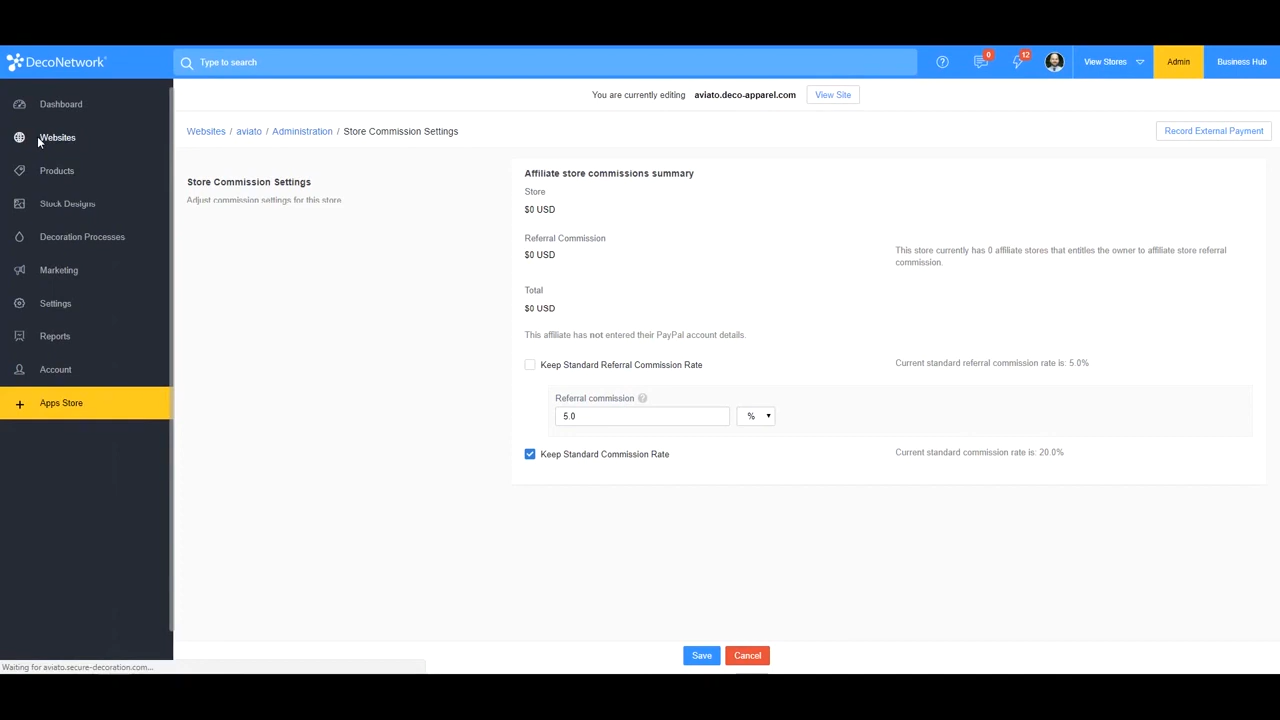 DecoNetwork
Type to search
0
12
View Stores
Admin
Business Hub
Dashboard
Websites
Products
Stock Designs
Decoration Processes
Marketing
Settings
Reports
Account
Apps Store
You are currently editing aviato.deco-apparel.com View Site
Websites / aviato / Administration / Store Commission Settings
Record External Payment
Store Commission Settings
Adjust commission settings for this store
Affiliate store commissions summary
Store
$0 USD
Referral Commission
$0 USD
This store currently has 0 affiliate stores that entitles the owner to affiliate store referral
commission.
Total
$0 USD
This affiliate has not entered their PayPal account details.
Keep Standard Referral Commission Rate
Current standard referral commission rate is: 5.0%
Referral commission ?
5.0 %
Keep Standard Commission Rate
Current standard commission rate is: 20.0%
Save
Cancel
Waiting for aviato.secure-decoration.com...